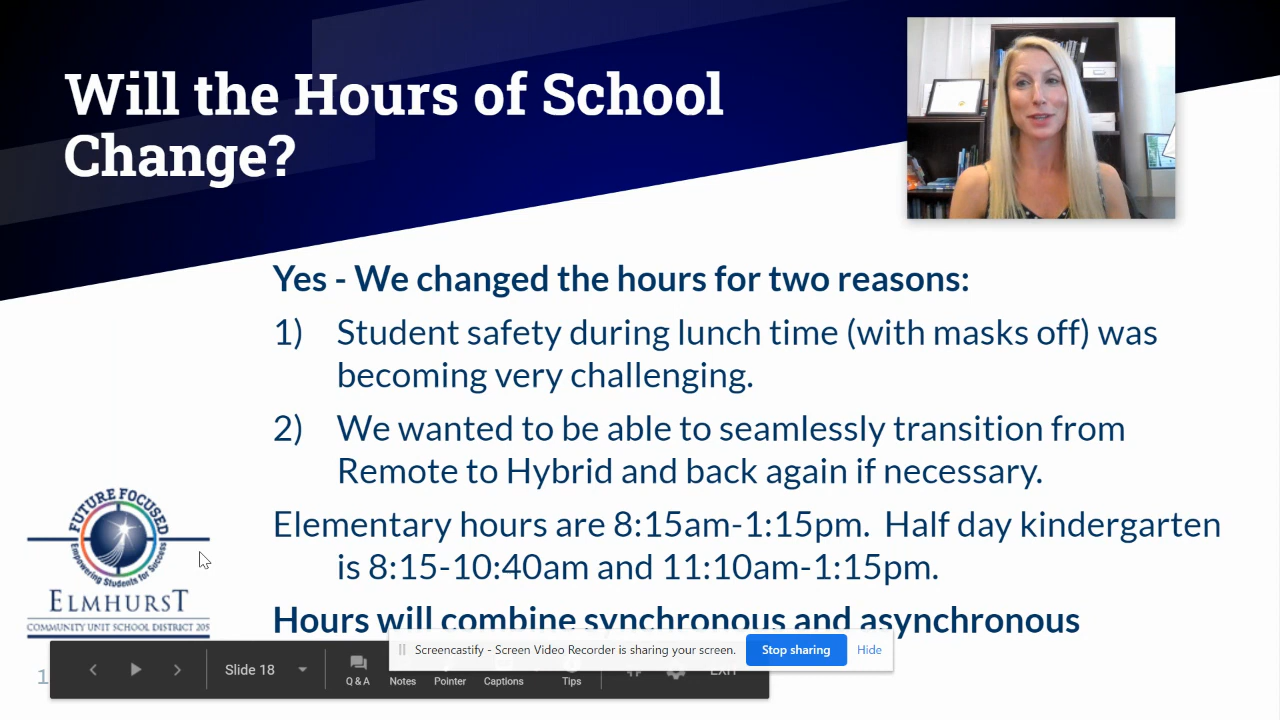 Will the Hours of School
Change?
Yes - We changed the hours for two reasons:
1) Student safety during lunch time (with masks off) was
becoming very challenging.
2) We wanted to be able to seamlessly transition from
Remote to Hybrid and back again if necessary.
Elementary hours are 8:15am-1:15pm. Half day kindergarten
is 8:15-10:40am and 11:10am-1:15pm.
Hours will combine synchronous and asynchronous
FUTURE FOCUSED
Empowering Students for Success
ELMHURST
COMMUNITY UNIT SCHOOL DISTRICT 205
Screencastify - Screen Video Recorder is sharing your screen.
Stop sharing
Hide
Slide 18
Q & A
Notes
Pointer
Captions
Tips
EXIT